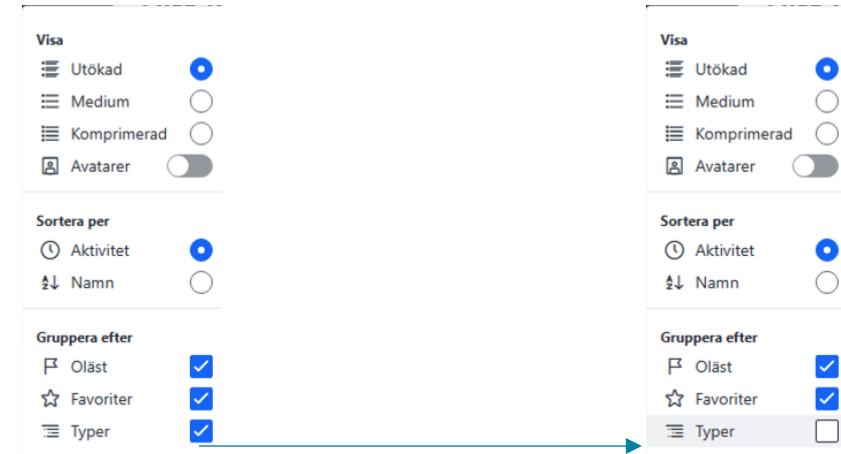 Visa
Utökad
Medium
Komprimerad
Avatarer
Sortera per
Aktivitet
Namn
Gruppera efter
Oläst
Favoriter
Typer
Visa
Utökad
Medium
Komprimerad
Avatarer
Sortera per
Aktivitet
Namn
Gruppera efter
Oläst
Favoriter
Typer